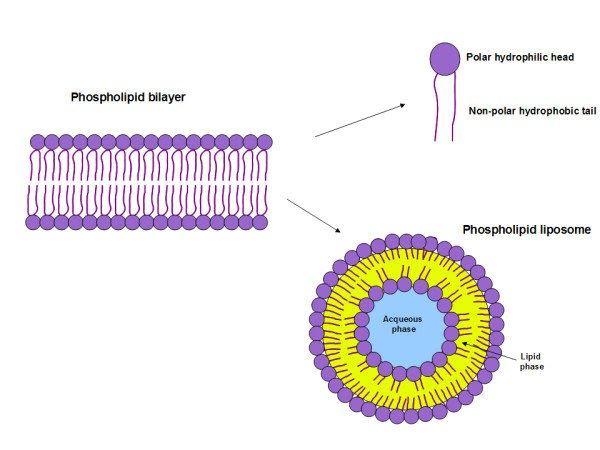 Polar hydrophilic head
Phospholipid bilayer
Non-polar hydrophobic tail
Phospholipid liposome
Acqueous
phase
Lipid
phase